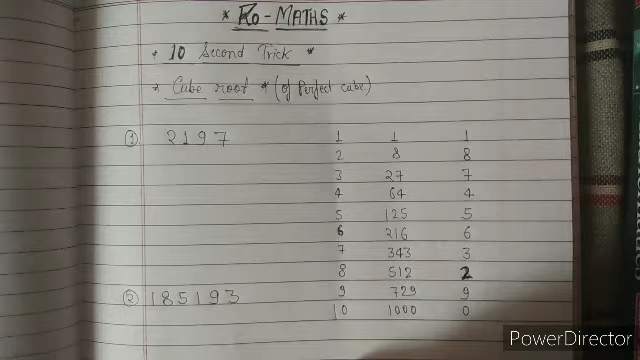 * Ro-MATHS *
* 10 Second Trick *
* Cube root * (of Perfect cube)
① 2197
1 1 1
2 8 8
3 27 7
4 64 4
5 125 5
6 216 6
7 343 3
8 512 2
② 185193
9 729 9
10 1000 0
PowerDirector